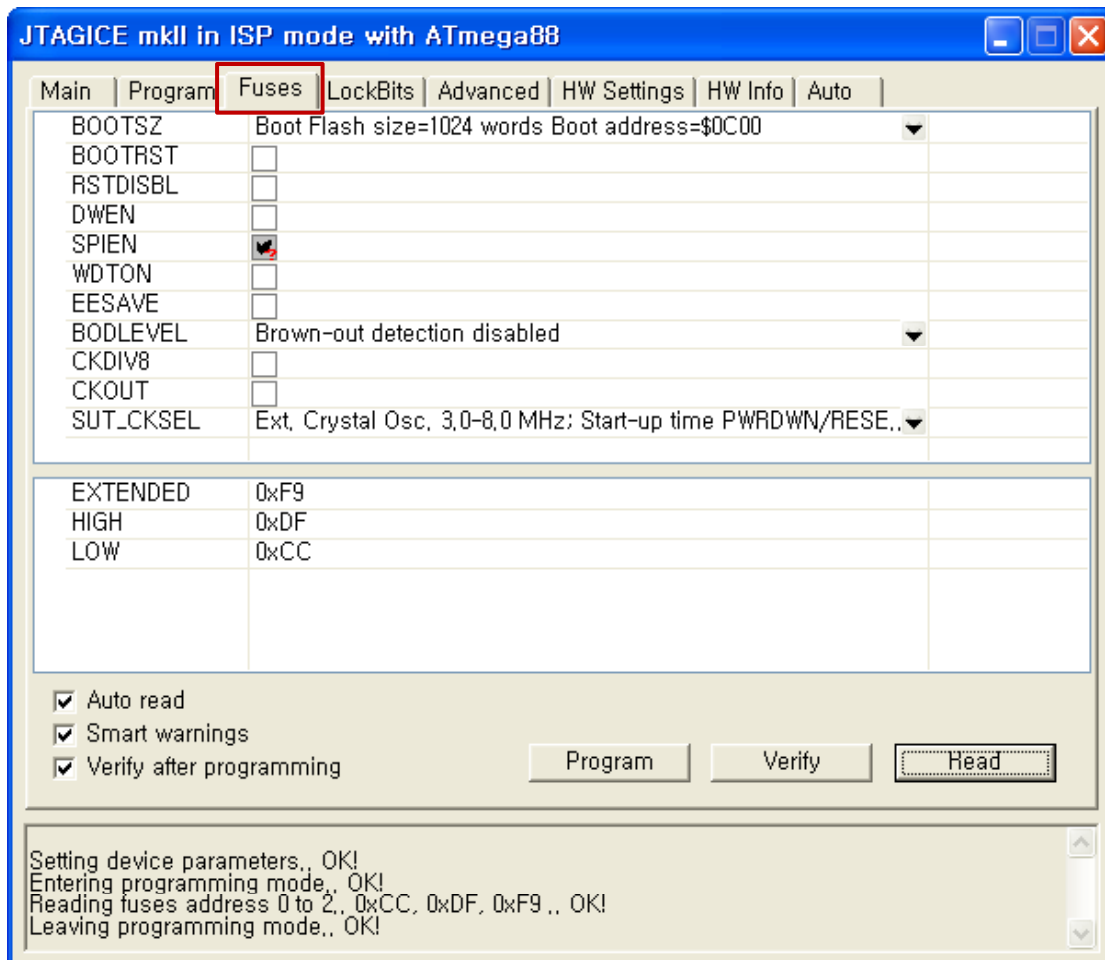 JTAGICE mkII in ISP mode with ATmega88
Main Program Fuses LockBits Advanced HW Settings HW Info Auto
BOOTSZ Boot Flash size=1024 words Boot address=$0C00
BOOTRST
RSTDISBL
DWEN
SPIEN
WDTON
EESAVE
BODLEVEL Brown-out detection disabled
CKDIV8
CKOUT
SUT_CKSEL Ext. Crystal Osc. 3.0-8.0 MHz; Start-up time PWRDWN/RESE..
EXTENDED 0xF9
HIGH 0xDF
LOW 0xCC
Auto read
Smart warnings
Verify after programming
Program Verify Read
Setting device parameters.. OK!
Entering programming mode.. OK!
Reading fuses address 0 to 2.. 0xCC, 0xDF, 0xF9 .. OK!
Leaving programming mode.. OK!